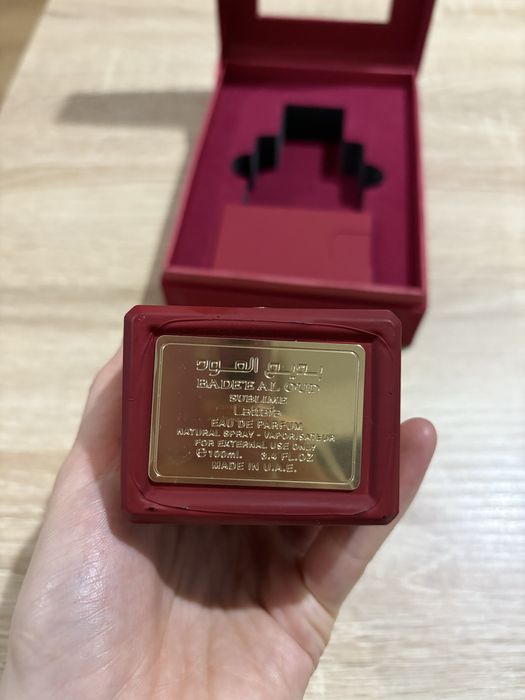 بديع العود
BADE'E AL OUD
SUBLIME
Lattafa
EAU DE PARFUM
NATURAL SPRAY - VAPORISATEUR
FOR EXTERNAL USE ONLY
℮100ml. 3.4 FL.OZ
MADE IN U.A.E.